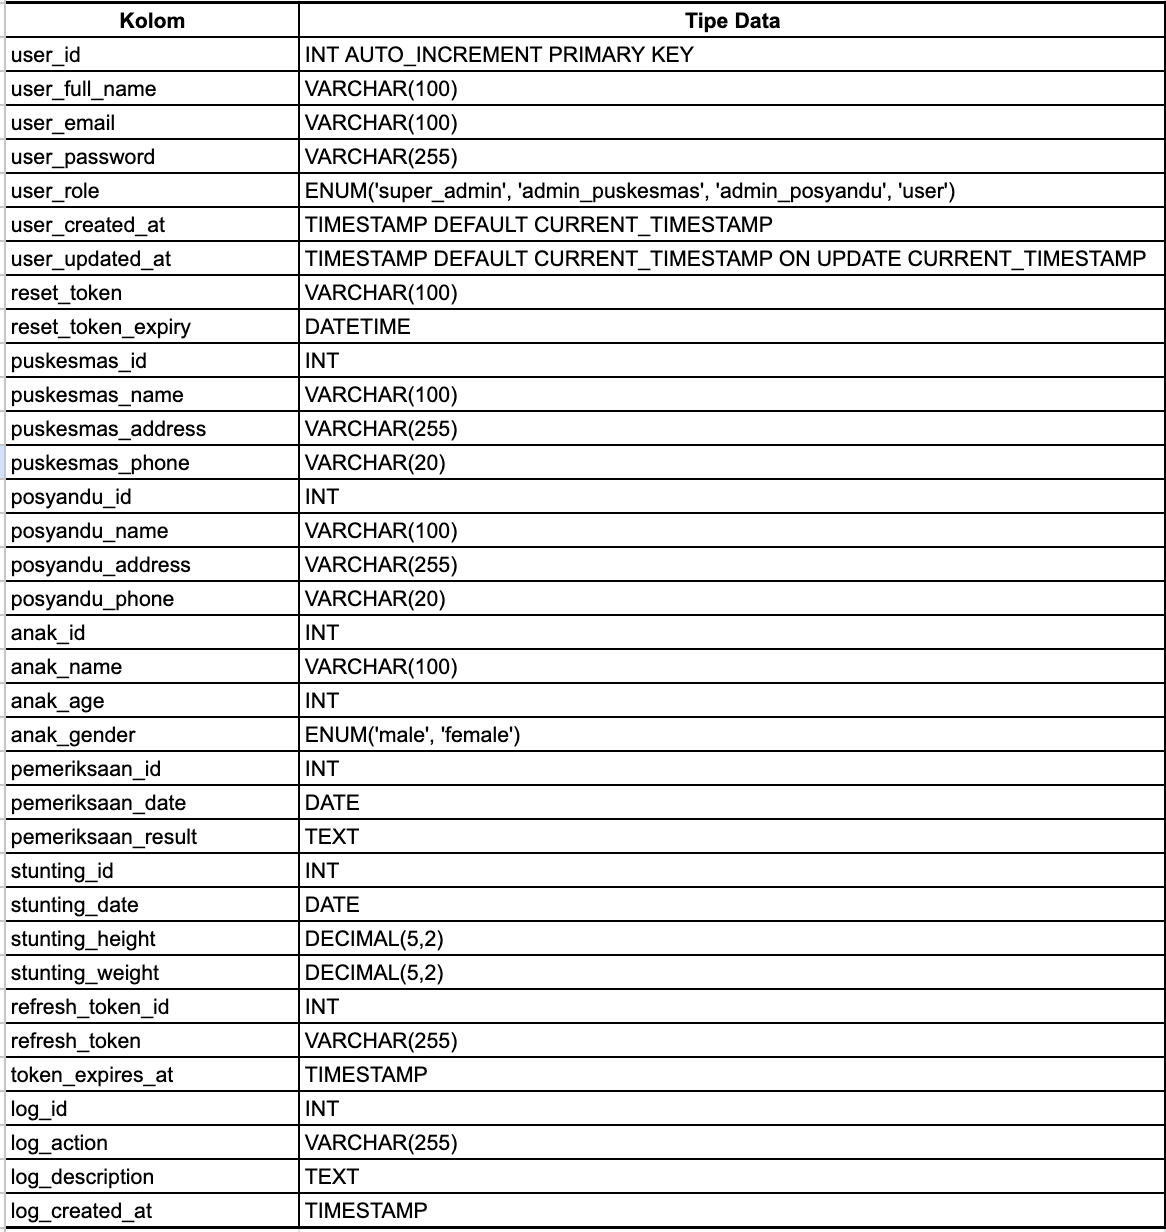 Kolom Tipe Data
user_id INT AUTO_INCREMENT PRIMARY KEY
user_full_name VARCHAR(100)
user_email VARCHAR(100)
user_password VARCHAR(255)
user_role ENUM('super_admin', 'admin_puskesmas', 'admin_posyandu', 'user')
user_created_at TIMESTAMP DEFAULT CURRENT_TIMESTAMP
user_updated_at TIMESTAMP DEFAULT CURRENT_TIMESTAMP ON UPDATE CURRENT_TIMESTAMP
reset_token VARCHAR(100)
reset_token_expiry DATETIME
puskesmas_id INT
puskesmas_name VARCHAR(100)
puskesmas_address VARCHAR(255)
puskesmas_phone VARCHAR(20)
posyandu_id INT
posyandu_name VARCHAR(100)
posyandu_address VARCHAR(255)
posyandu_phone VARCHAR(20)
anak_id INT
anak_name VARCHAR(100)
anak_age INT
anak_gender ENUM('male', 'female')
pemeriksaan_id INT
pemeriksaan_date DATE
pemeriksaan_result TEXT
stunting_id INT
stunting_date DATE
stunting_height DECIMAL(5,2)
stunting_weight DECIMAL(5,2)
refresh_token_id INT
refresh_token VARCHAR(255)
token_expires_at TIMESTAMP
log_id INT
log_action VARCHAR(255)
log_description TEXT
log_created_at TIMESTAMP